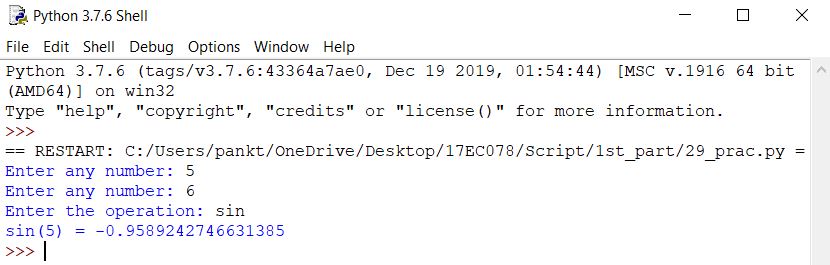 Python 3.7.6 Shell
File Edit Shell Debug Options Window Help
Python 3.7.6 (tags/v3.7.6:43364a7ae0, Dec 19 2019, 01:54:44) [MSC v.1916 64 bit
(AMD64)] on win32
Type "help", "copyright", "credits" or "license()" for more information.
>>>
== RESTART: C:/Users/pankt/OneDrive/Desktop/17EC078/Script/1st_part/29_prac.py =
Enter any number: 5
Enter any number: 6
Enter the operation: sin
sin(5) = -0.9589242746631385
>>>